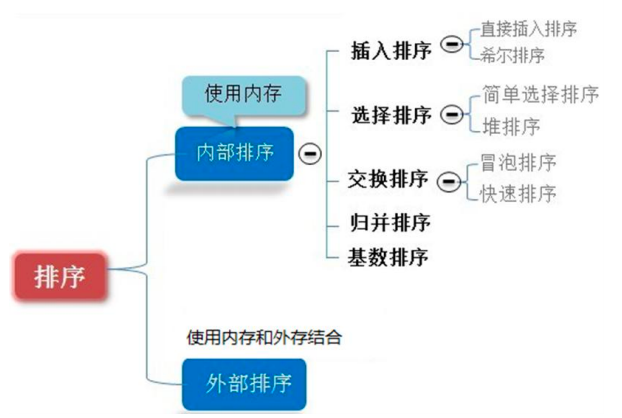 直接插入排序
插入排序
希尔排序
使用内存
简单选择排序
选择排序
堆排序
内部排序
冒泡排序
交换排序
快速排序
归并排序
基数排序
排序
使用内存和外存结合
外部排序